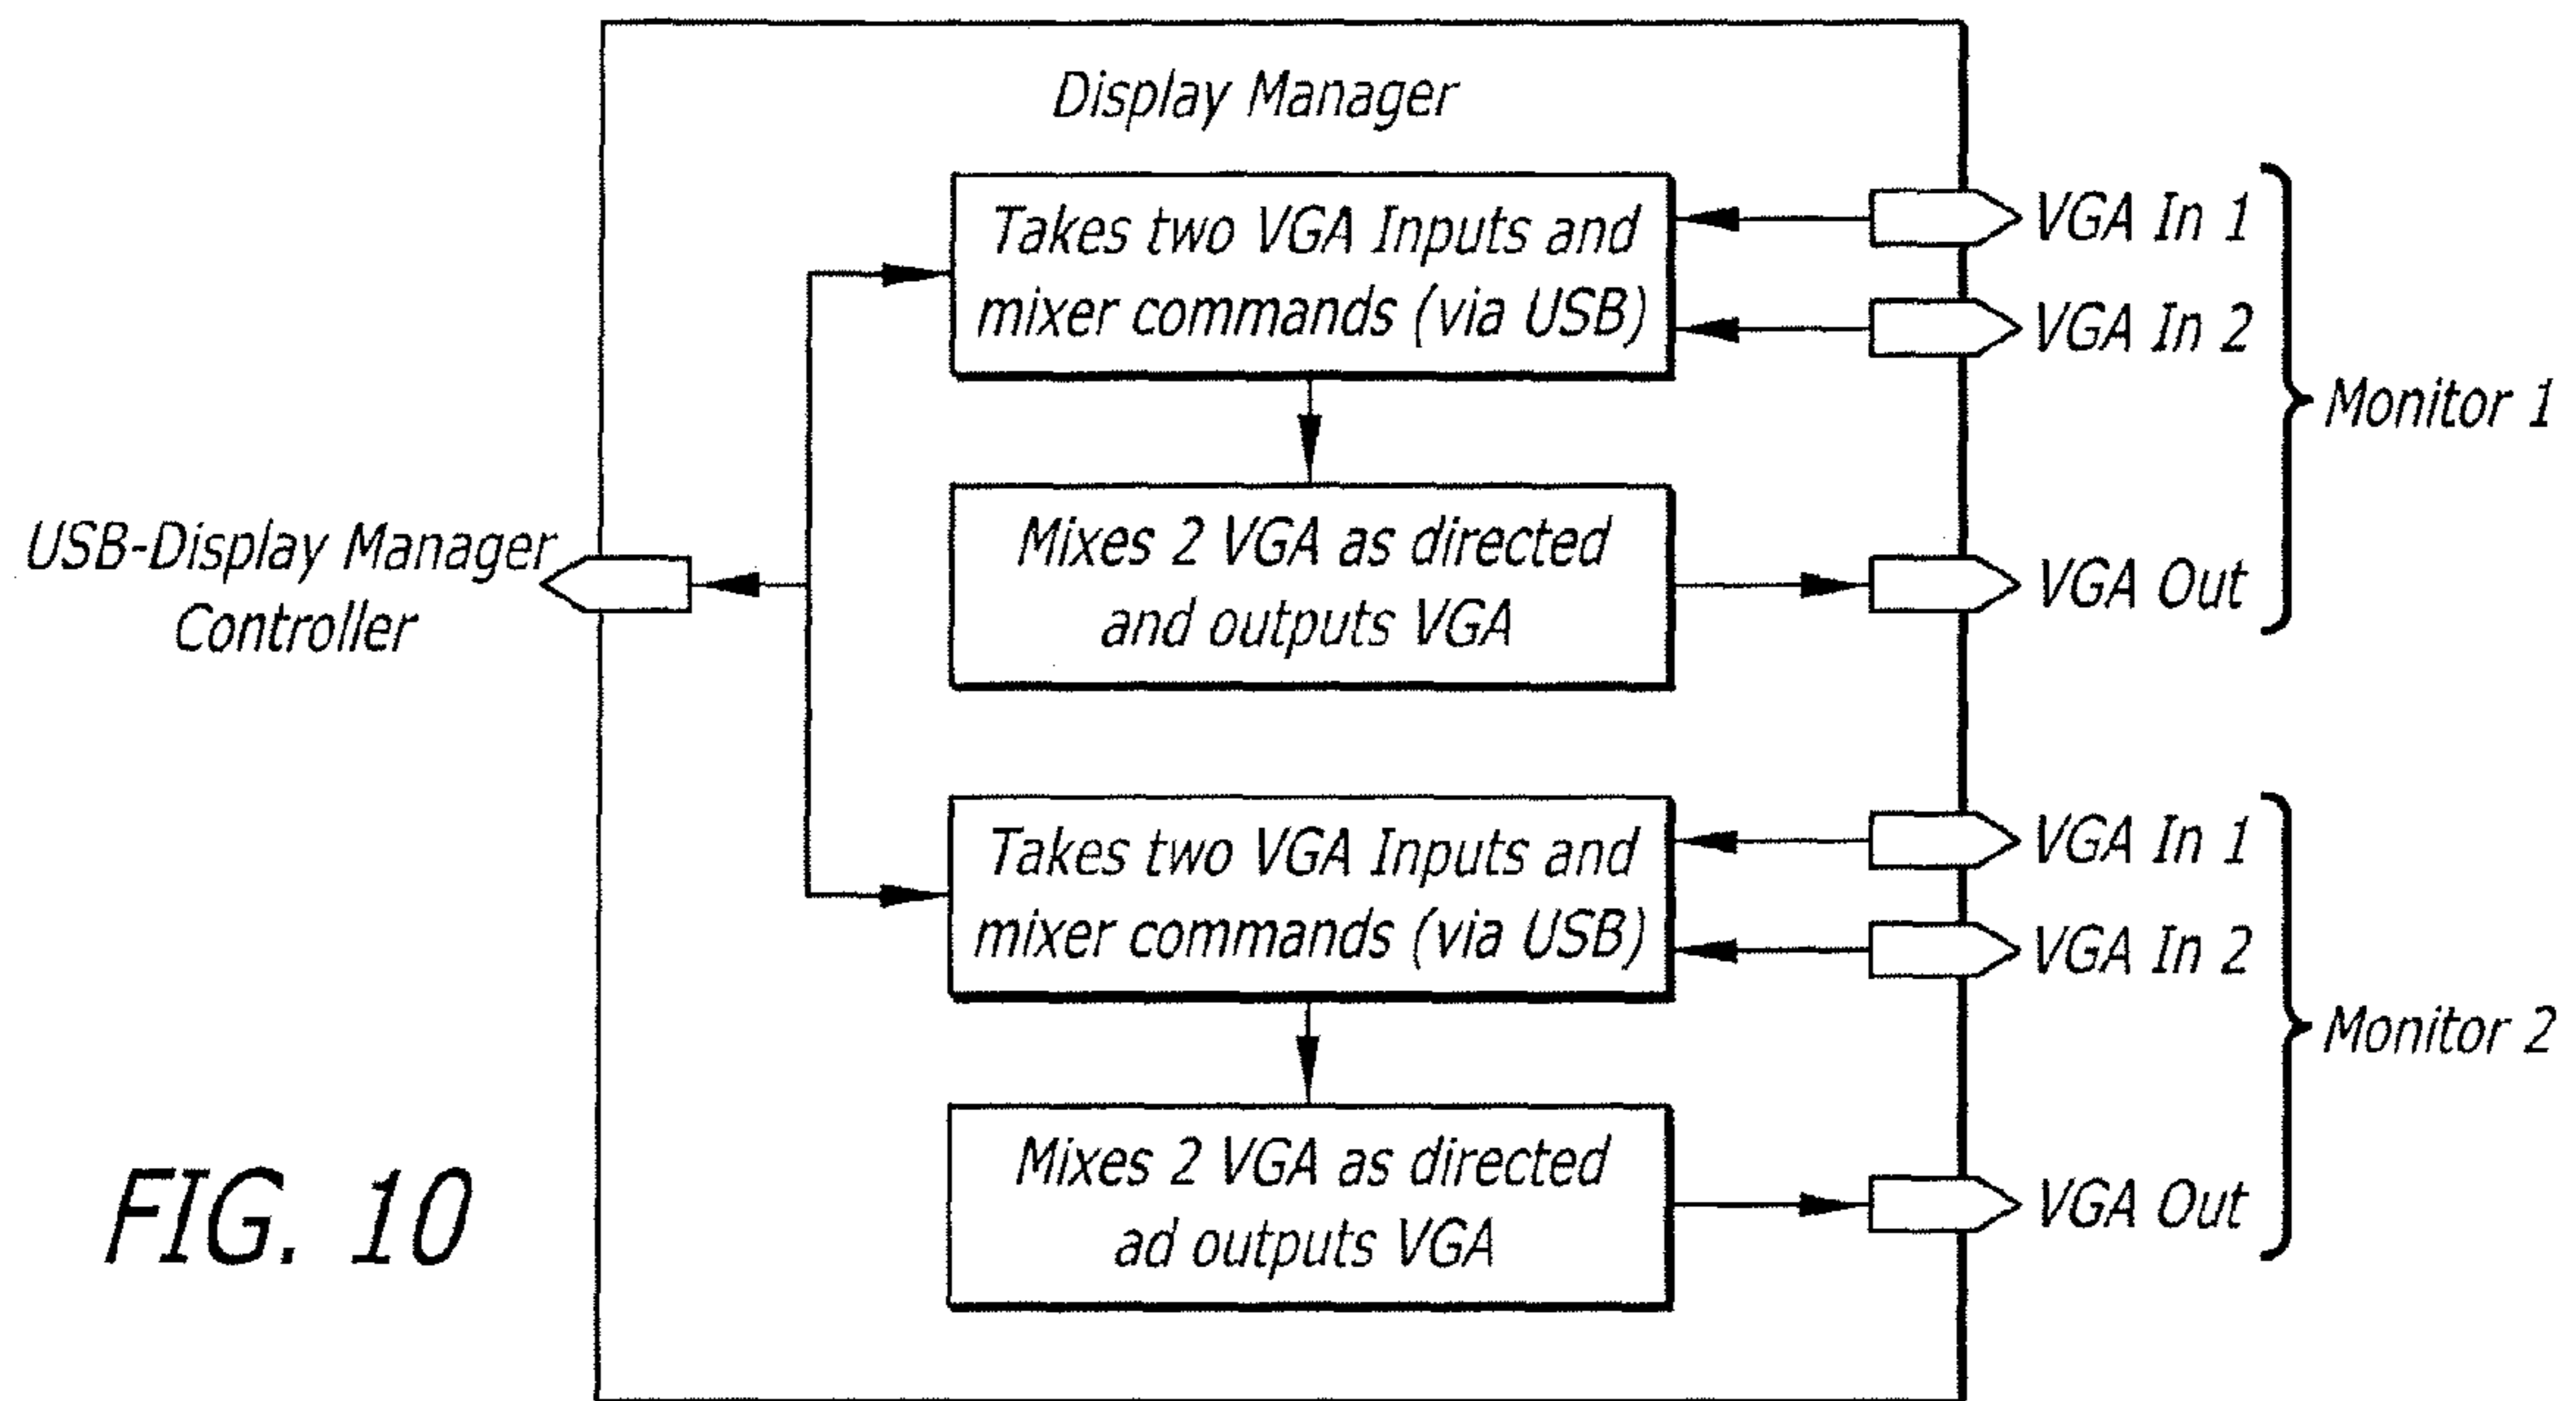 Display Manager
Takes two VGA Inputs and
mixer commands (via USB)
VGA In 1
VGA In 2
Monitor 1
Mixes 2 VGA as directed
and outputs VGA
VGA Out
USB-Display Manager
Controller
Takes two VGA Inputs and
mixer commands (via USB)
VGA In 1
VGA In 2
Monitor 2
Mixes 2 VGA as directed
ad outputs VGA
VGA Out
FIG. 10